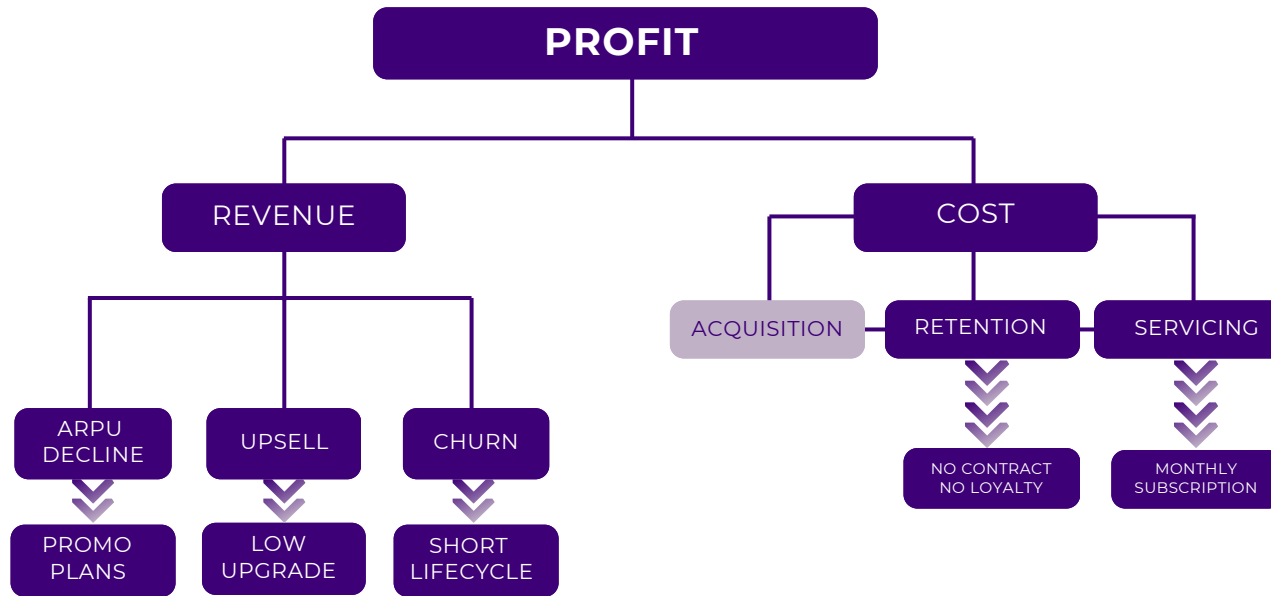 PROFIT
REVENUE
COST
ACQUISITION
RETENTION
SERVICING
ARPU
DECLINE
UPSELL
CHURN
NO CONTRACT
NO LOYALTY
MONTHLY
SUBSCRIPTION
PROMO
PLANS
LOW
UPGRADE
SHORT
LIFECYCLE